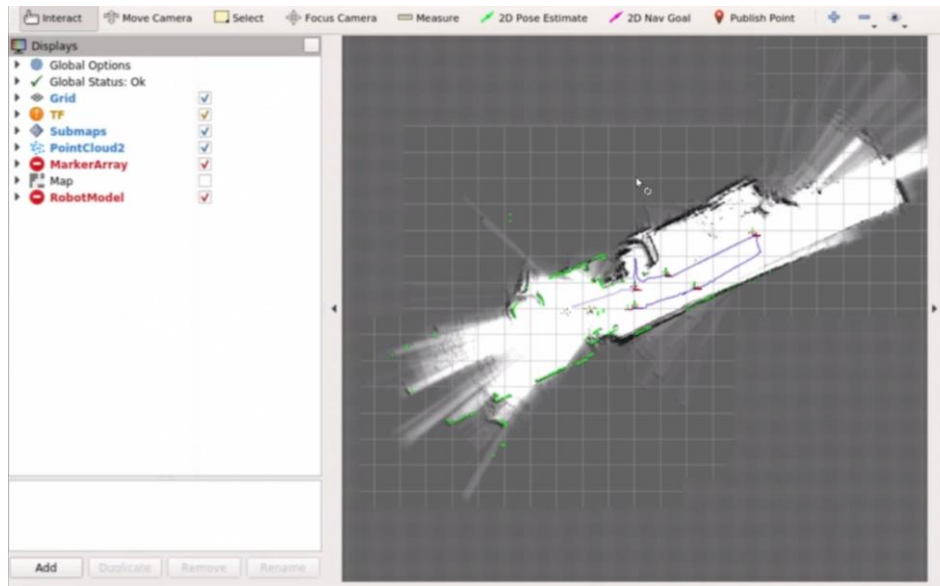 Interact Move Camera Select Focus Camera Measure 2D Pose Estimate 2D Nav Goal Publish Point
Displays
Global Options
Global Status: Ok
Grid
TF
Submaps
PointCloud2
MarkerArray
Map
RobotModel
Add Duplicate Remove Rename